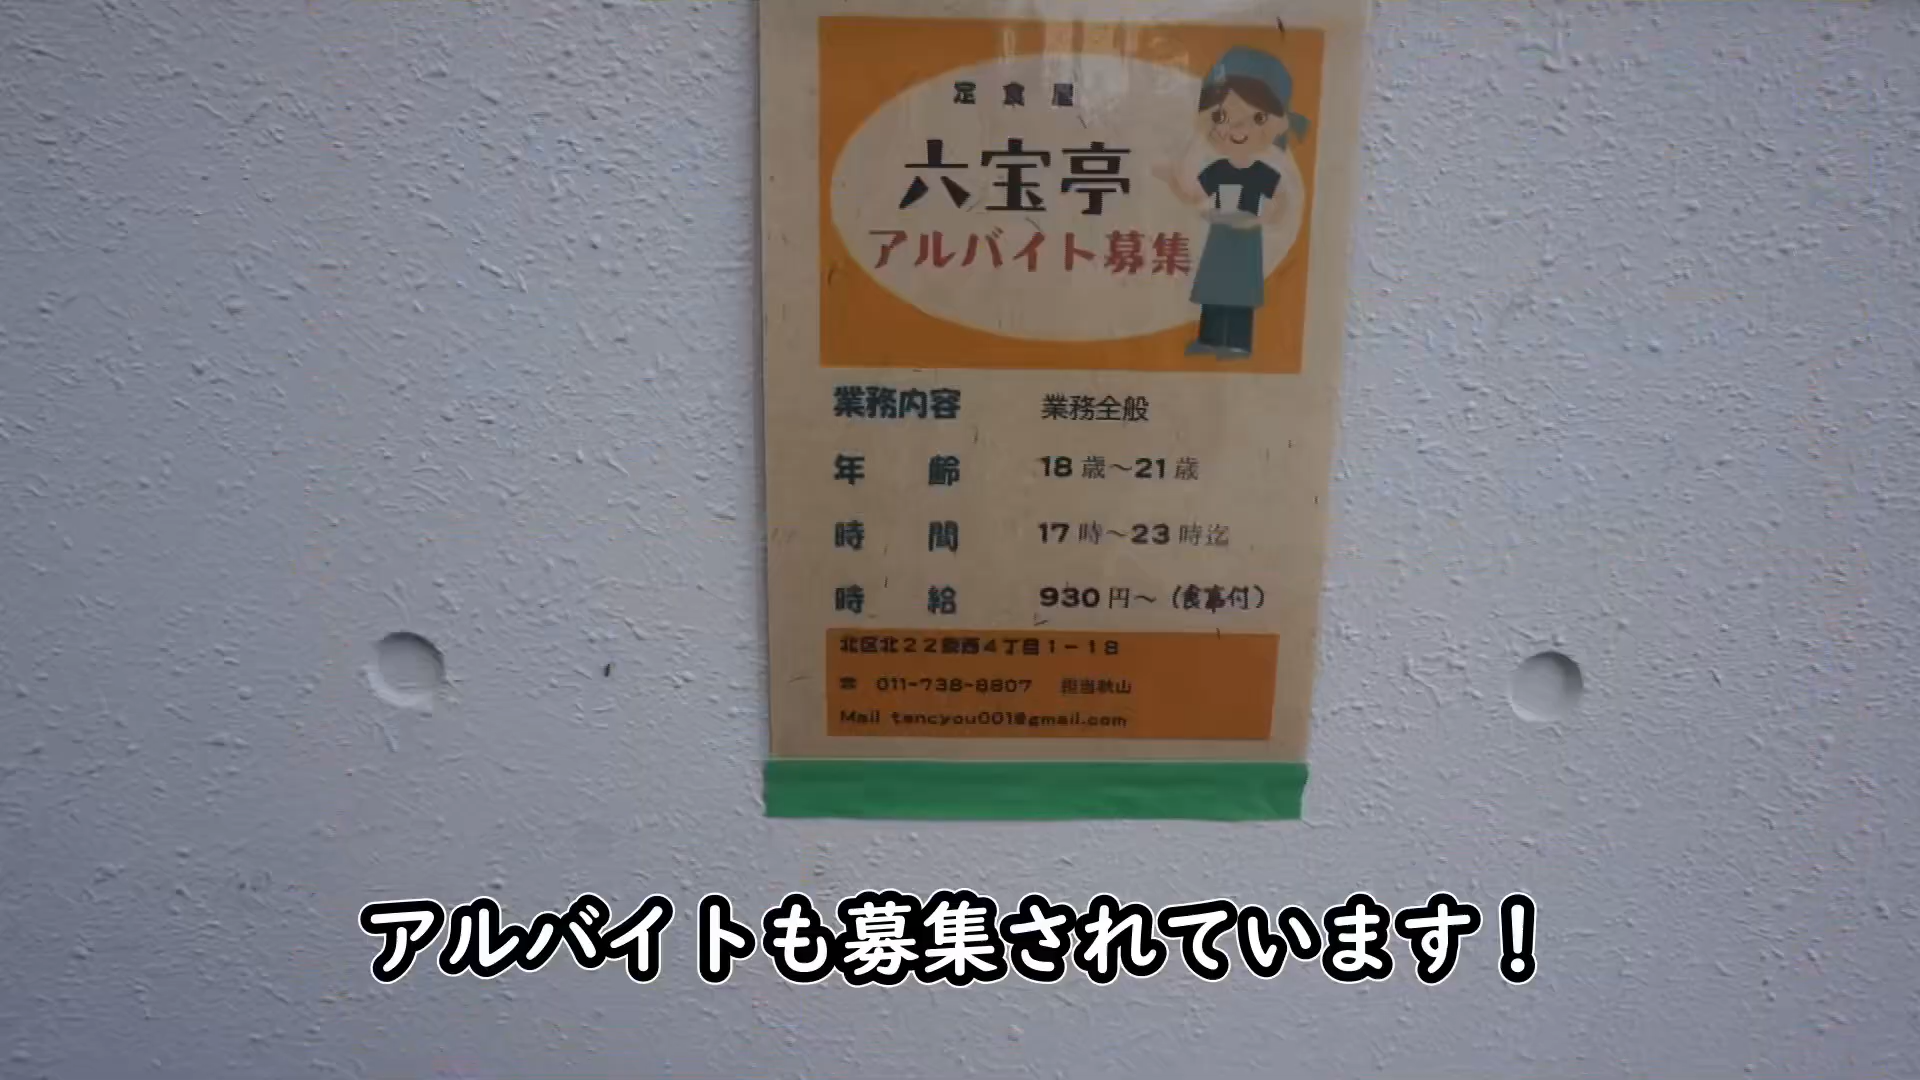 定食屋
六宝亭
アルバイト募集
業務内容 業務全般
年齢 18歳～21歳
時間 17時～23時迄
時給 930円～（食事付）
北区北２２条西４丁目１－１８
☎ 011-738-8807 担当秋山
Mail tencyou001@gmail.com
アルバイトも募集されています！